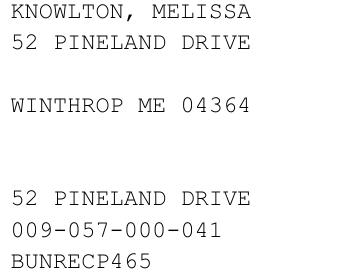 KNOWLTON, MELISSA
52 PINELAND DRIVE
WINTHROP ME 04364
52 PINELAND DRIVE
009-057-000-041
BUNRECP465